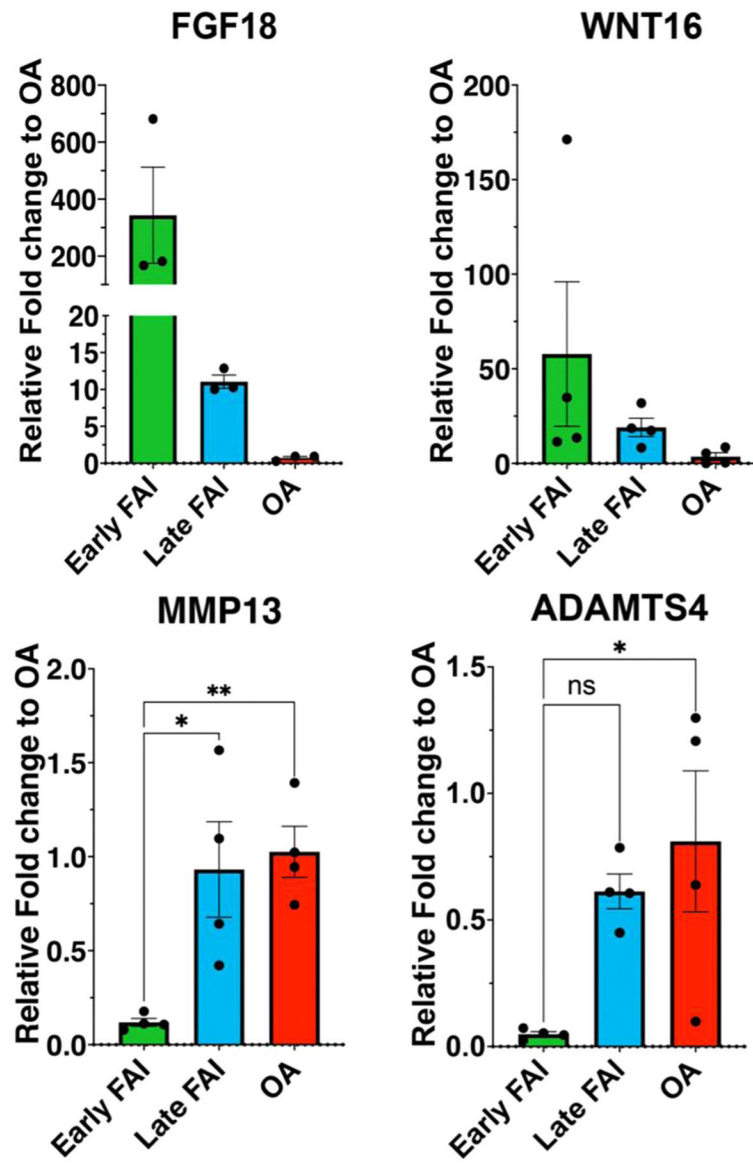 FGF18
Relative Fold change to OA
800
600
400
200
20
15
10
5
0
Early FAI
Late FAI
OA
WNT16
Relative Fold change to OA
200
150
100
50
0
Early FAI
Late FAI
OA
MMP13
Relative Fold change to OA
2.0
1.5
1.0
0.5
0.0
**
*
Early FAI
Late FAI
OA
ADAMTS4
Relative Fold change to OA
1.5
1.0
0.5
0.0
*
ns
Early FAI
Late FAI
OA